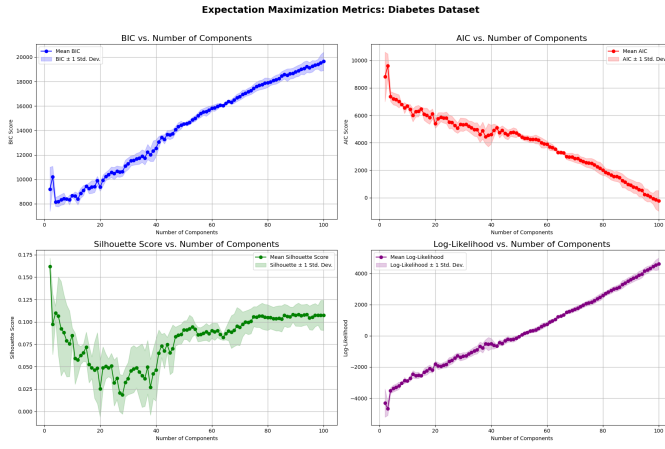 Expectation Maximization Metrics: Diabetes Dataset
BIC vs. Number of Components
Mean BIC
BIC ± 1 Std. Dev.
20000
18000
16000
14000
12000
10000
8000
BIC Score
0 20 40 60 80 100
Number of Components
AIC vs. Number of Components
Mean AIC
AIC ± 1 Std. Dev.
10000
8000
6000
4000
2000
0
AIC Score
0 20 40 60 80 100
Number of Components
Silhouette Score vs. Number of Components
Mean Silhouette Score
Silhouette ± 1 Std. Dev.
0.175
0.150
0.125
0.100
0.075
0.050
0.025
0.000
Silhouette Score
0 20 40 60 80 100
Number of Components
Log-Likelihood vs. Number of Components
Mean Log-Likelihood
Log-Likelihood ± 1 Std. Dev.
4000
2000
0
−2000
−4000
Log-Likelihood
0 20 40 60 80 100
Number of Components